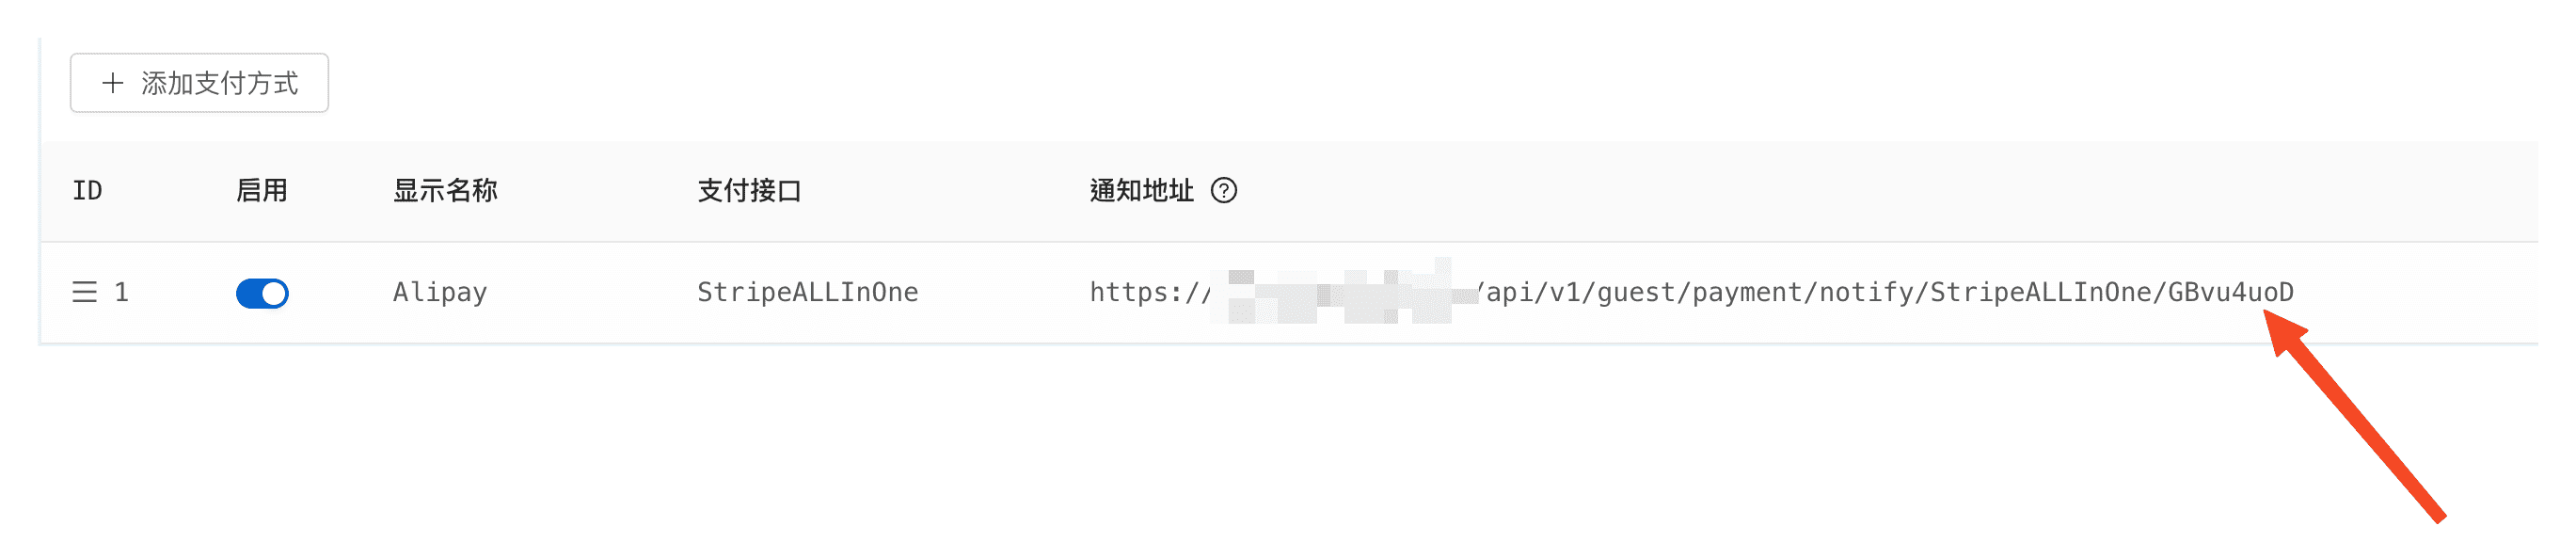 + 添加支付方式
ID 启用 显示名称 支付接口 通知地址 ?
1 Alipay StripeALLInOne https:// /api/v1/guest/payment/notify/StripeALLInOne/GBvu4uoD